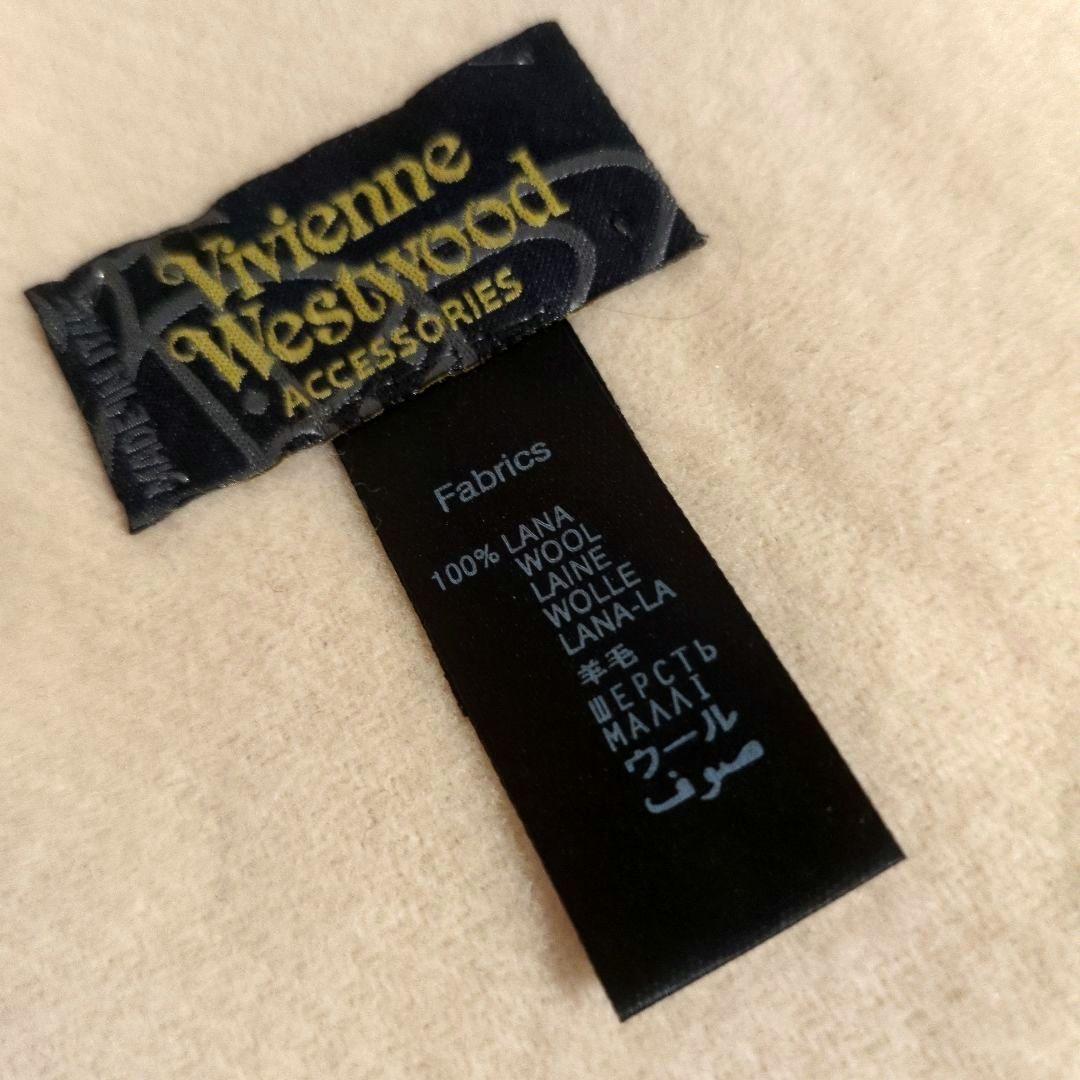 Vivienne
Westwood
ACCESSORIES
MADE IN ITALY
Fabrics
100% LANA
WOOL
LAINE
WOLLE
LANA-LA
羊毛
ШЕРСТЬ
ΜΑΛΛΙ
ウール
صوف